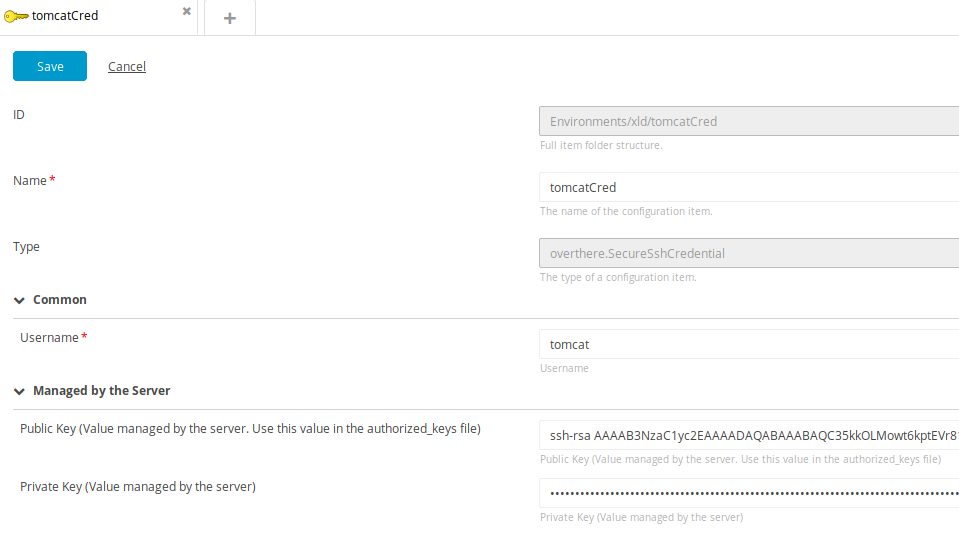 tomcatCred
Save Cancel
ID
Environments/xld/tomcatCred
Full item folder structure.
Name *
tomcatCred
The name of the configuration item.
Type
overthere.SecureSshCredential
The type of a configuration item.
Common
Username *
tomcat
Username
Managed by the Server
Public Key (Value managed by the server. Use this value in the authorized_keys file)
ssh-rsa AAAAB3NzaC1yc2EAAAADAQABAAABAQC35kkOLMowt6kptEVr81
Public Key (Value managed by the server. Use this value in the authorized_keys file)
Private Key (Value managed by the server)
Private Key (Value managed by the server)